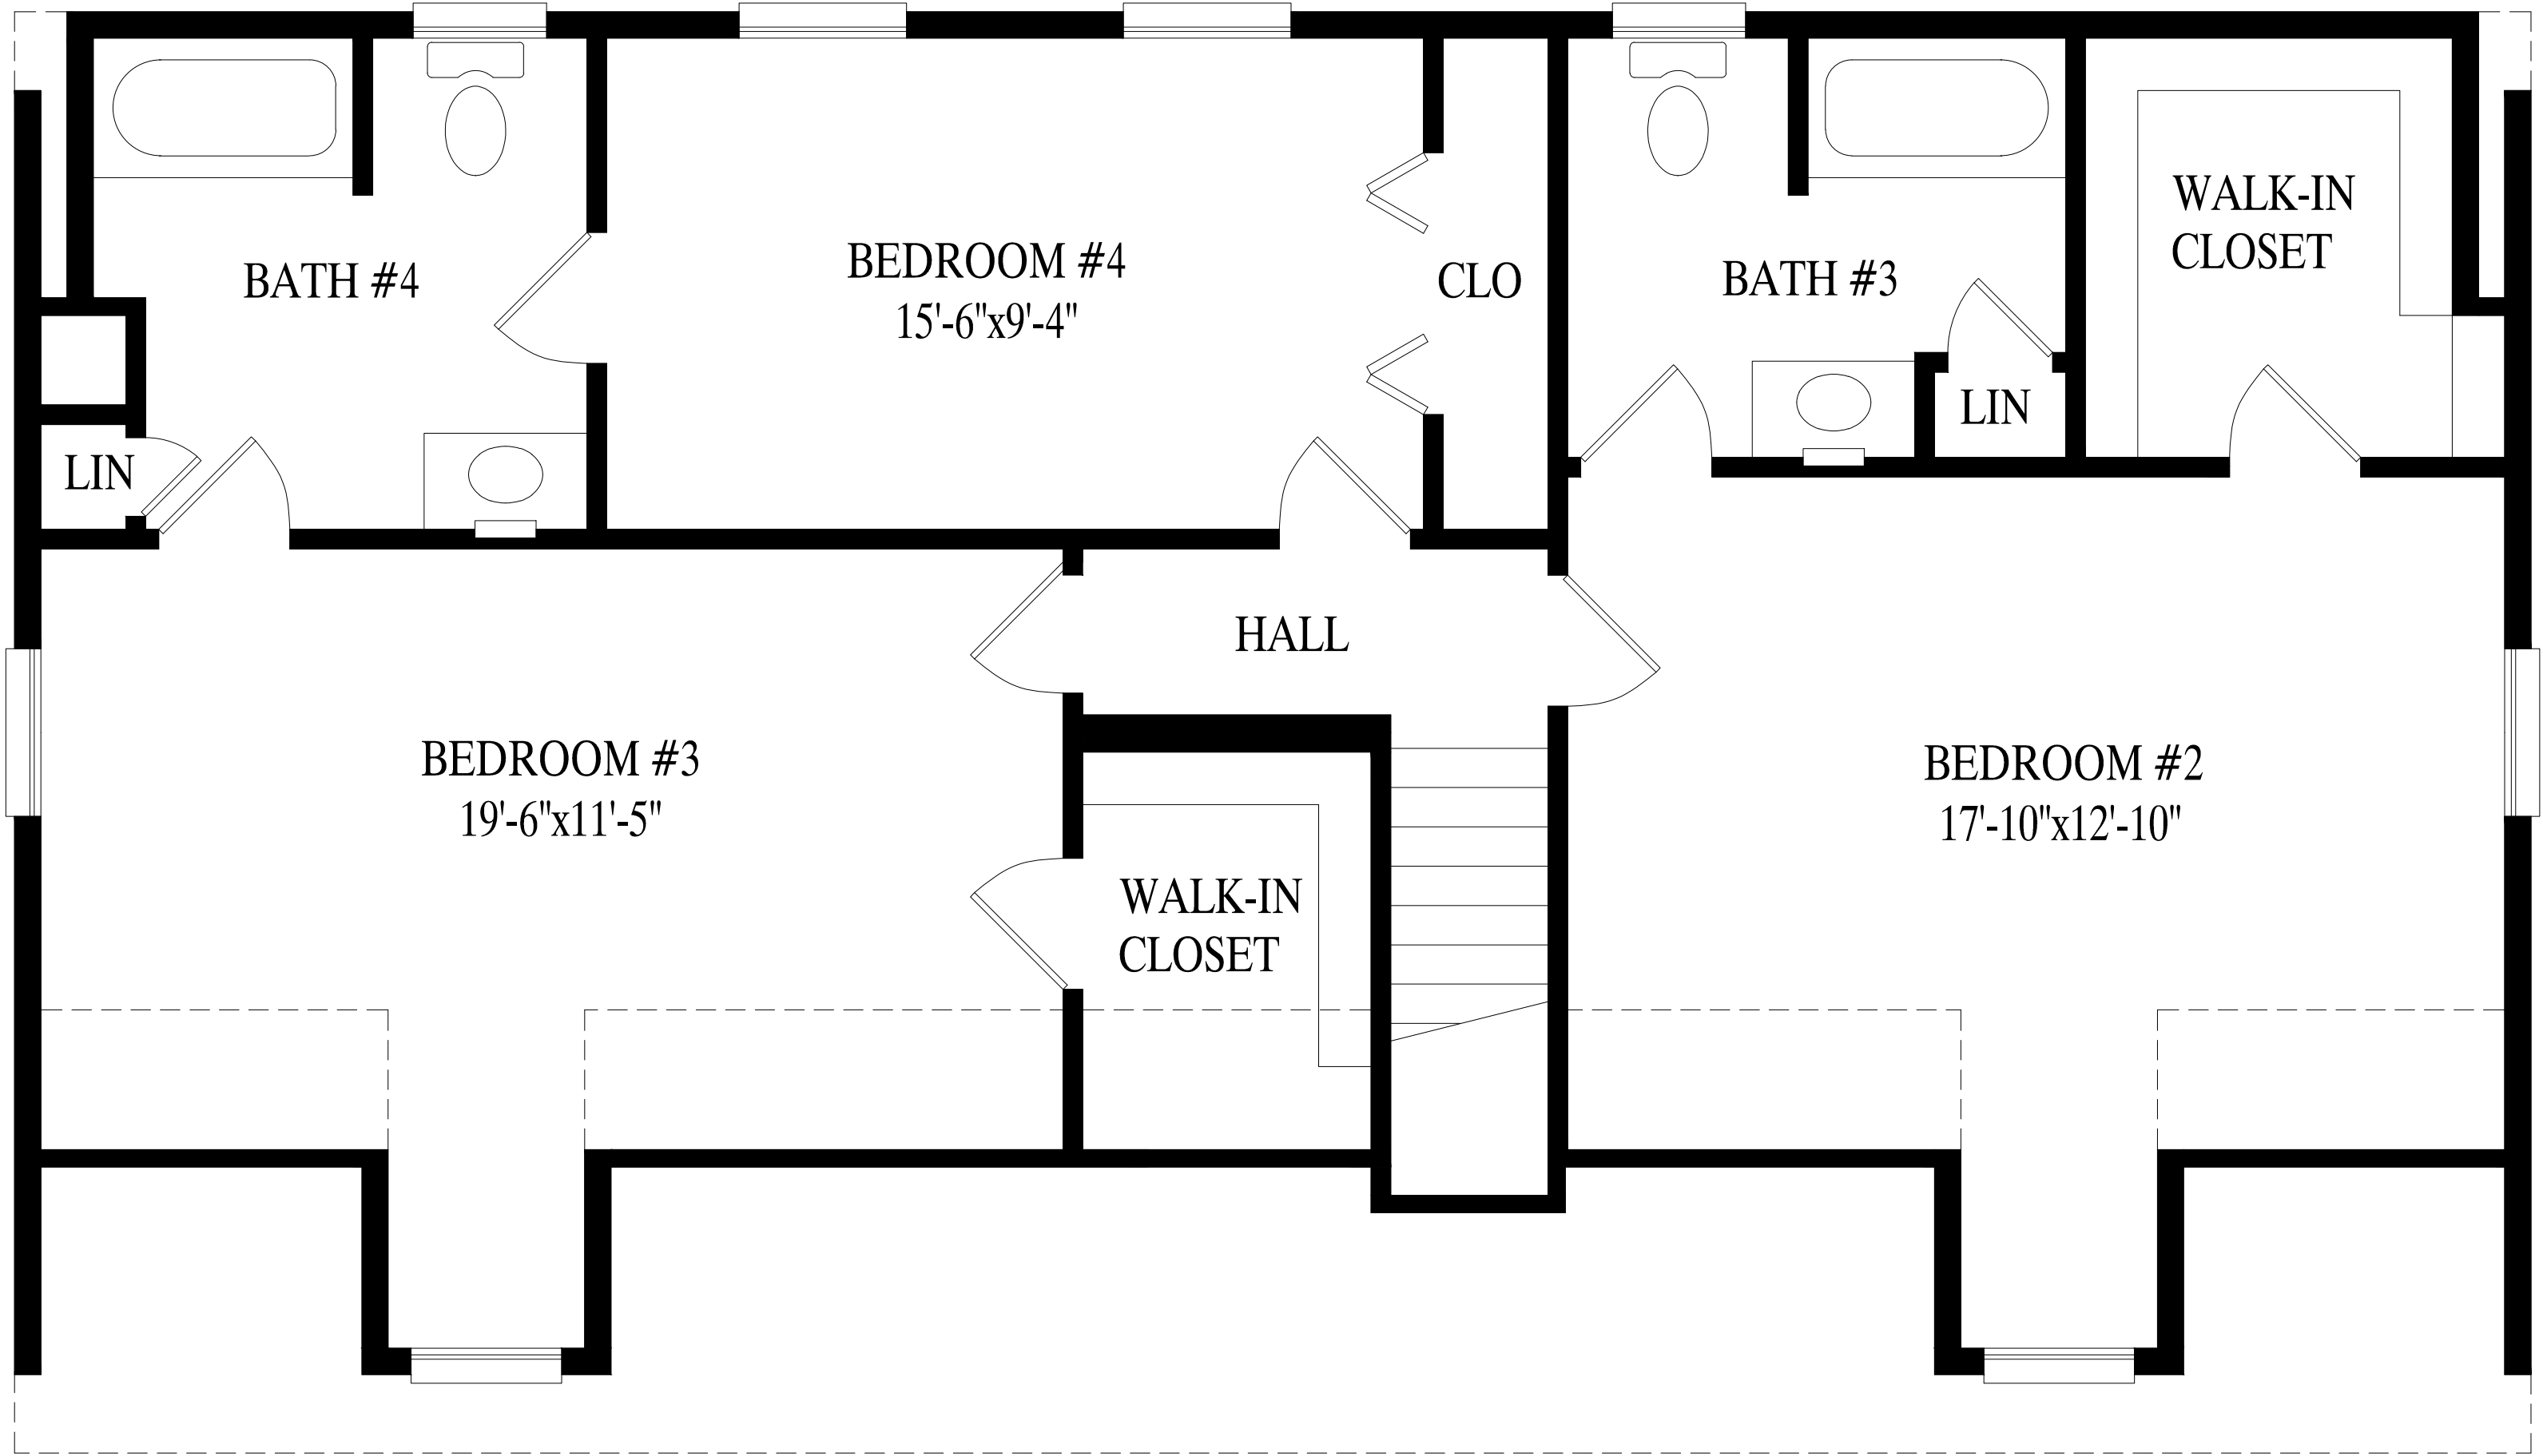 BATH #4
LIN
BEDROOM #4
15'-6"x9'-4"
CLO
BATH #3
LIN
WALK-IN
CLOSET
HALL
BEDROOM #3
19'-6"x11'-5"
WALK-IN
CLOSET
BEDROOM #2
17'-10"x12'-10"